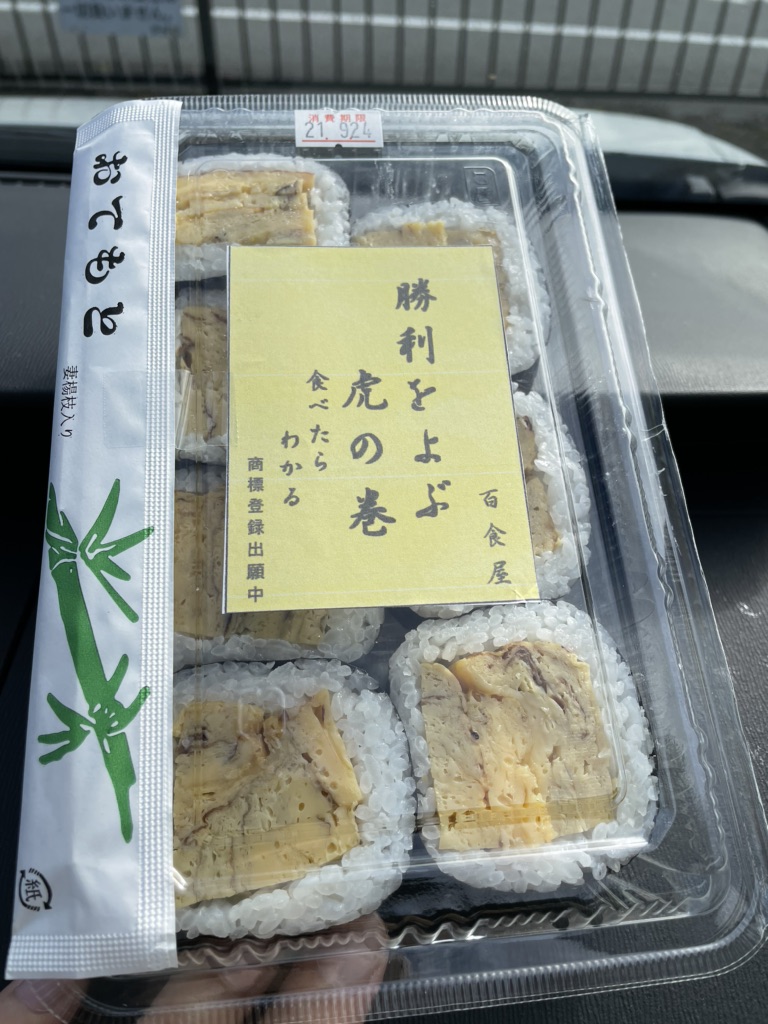 消費期限
21. 924
おてもと
妻楊枝入り
勝利をよぶ
虎の巻
食べたら
わかる
商標登録出願中
百食屋
紙